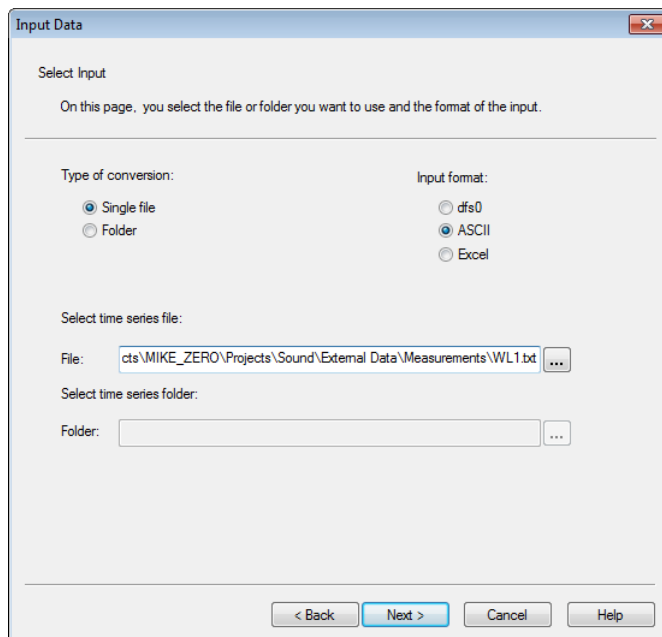 Input Data
Select Input
On this page, you select the file or folder you want to use and the format of the input.
Type of conversion:
Input format:
Single file
dfs0
Folder
ASCII
Excel
Select time series file:
File: cts\MIKE_ZERO\Projects\Sound\External Data\Measurements\WL1.txt ...
Select time series folder:
Folder: ...
< Back Next > Cancel Help